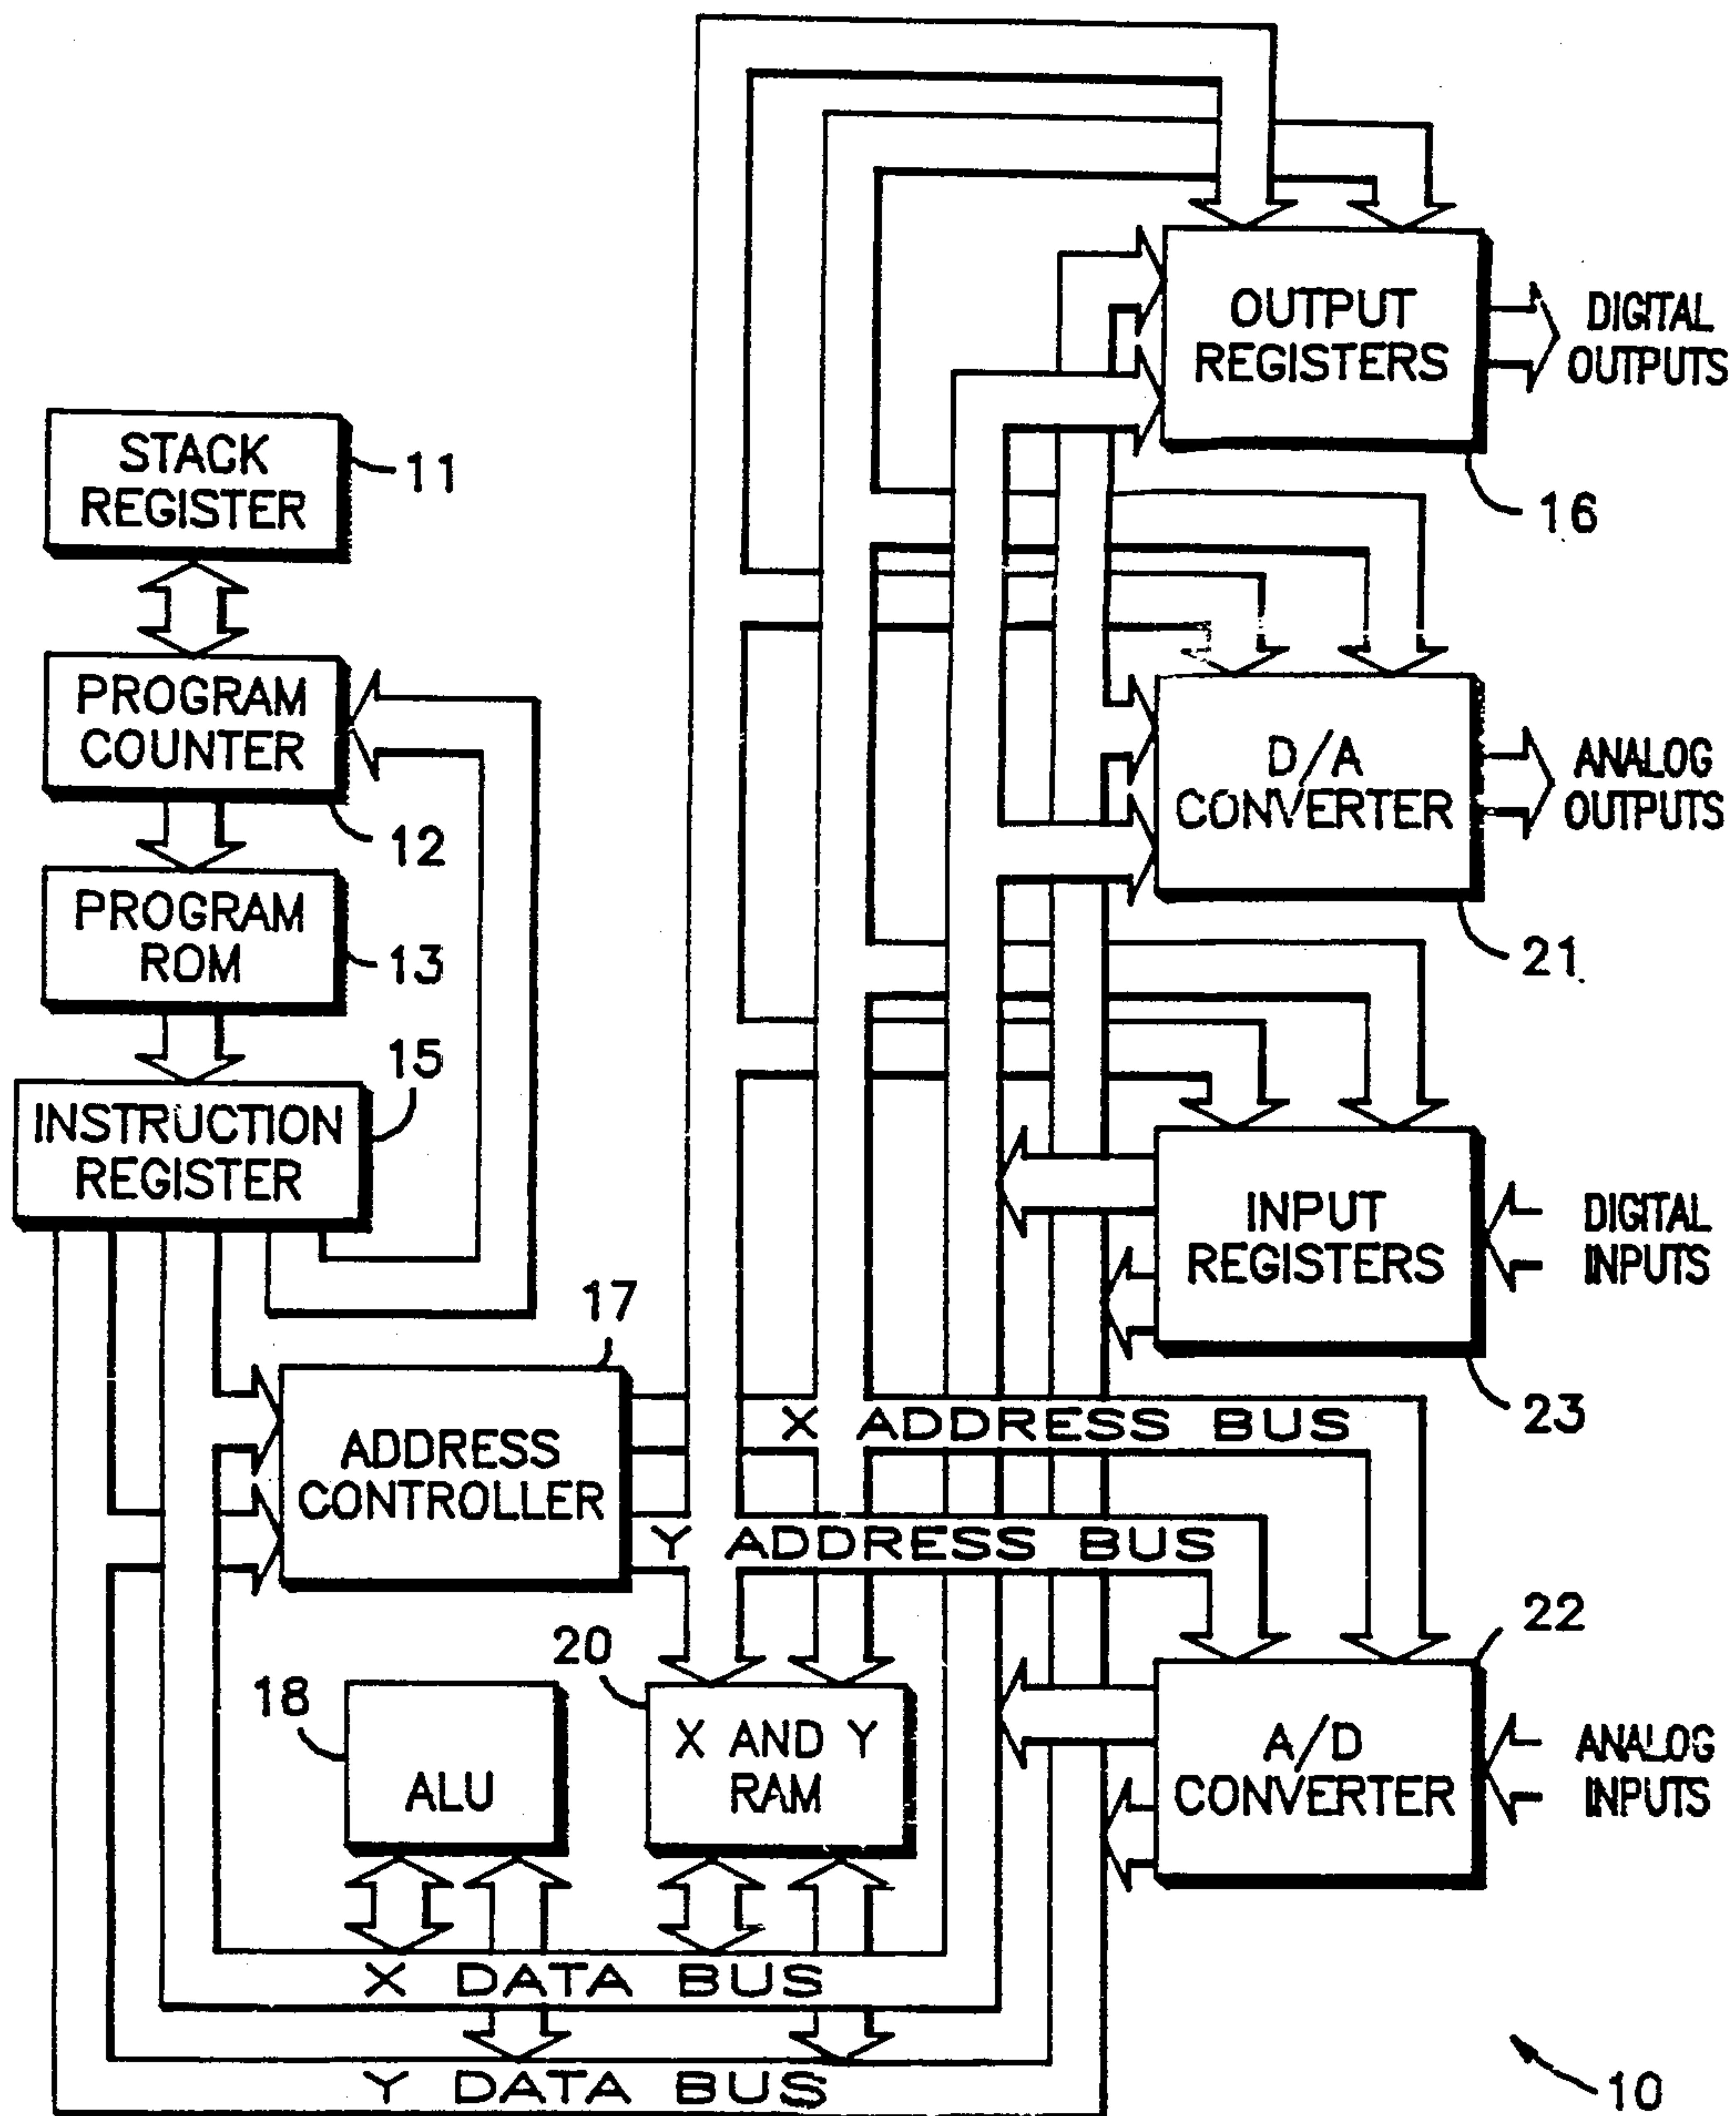 OUTPUT
REGISTERS
DIGITAL
OUTPUTS
16
STACK
REGISTER
11
PROGRAM
COUNTER
12
D/A
CONVERTER
ANALOG
OUTPUTS
21
PROGRAM
ROM
13
15
INSTRUCTION
REGISTER
INPUT
REGISTERS
DIGITAL
INPUTS
23
17
ADDRESS
CONTROLLER
X ADDRESS BUS
Y ADDRESS BUS
22
20
18
ALU
X AND Y
RAM
A/D
CONVERTER
ANALOG
INPUTS
X DATA BUS
Y DATA BUS
10